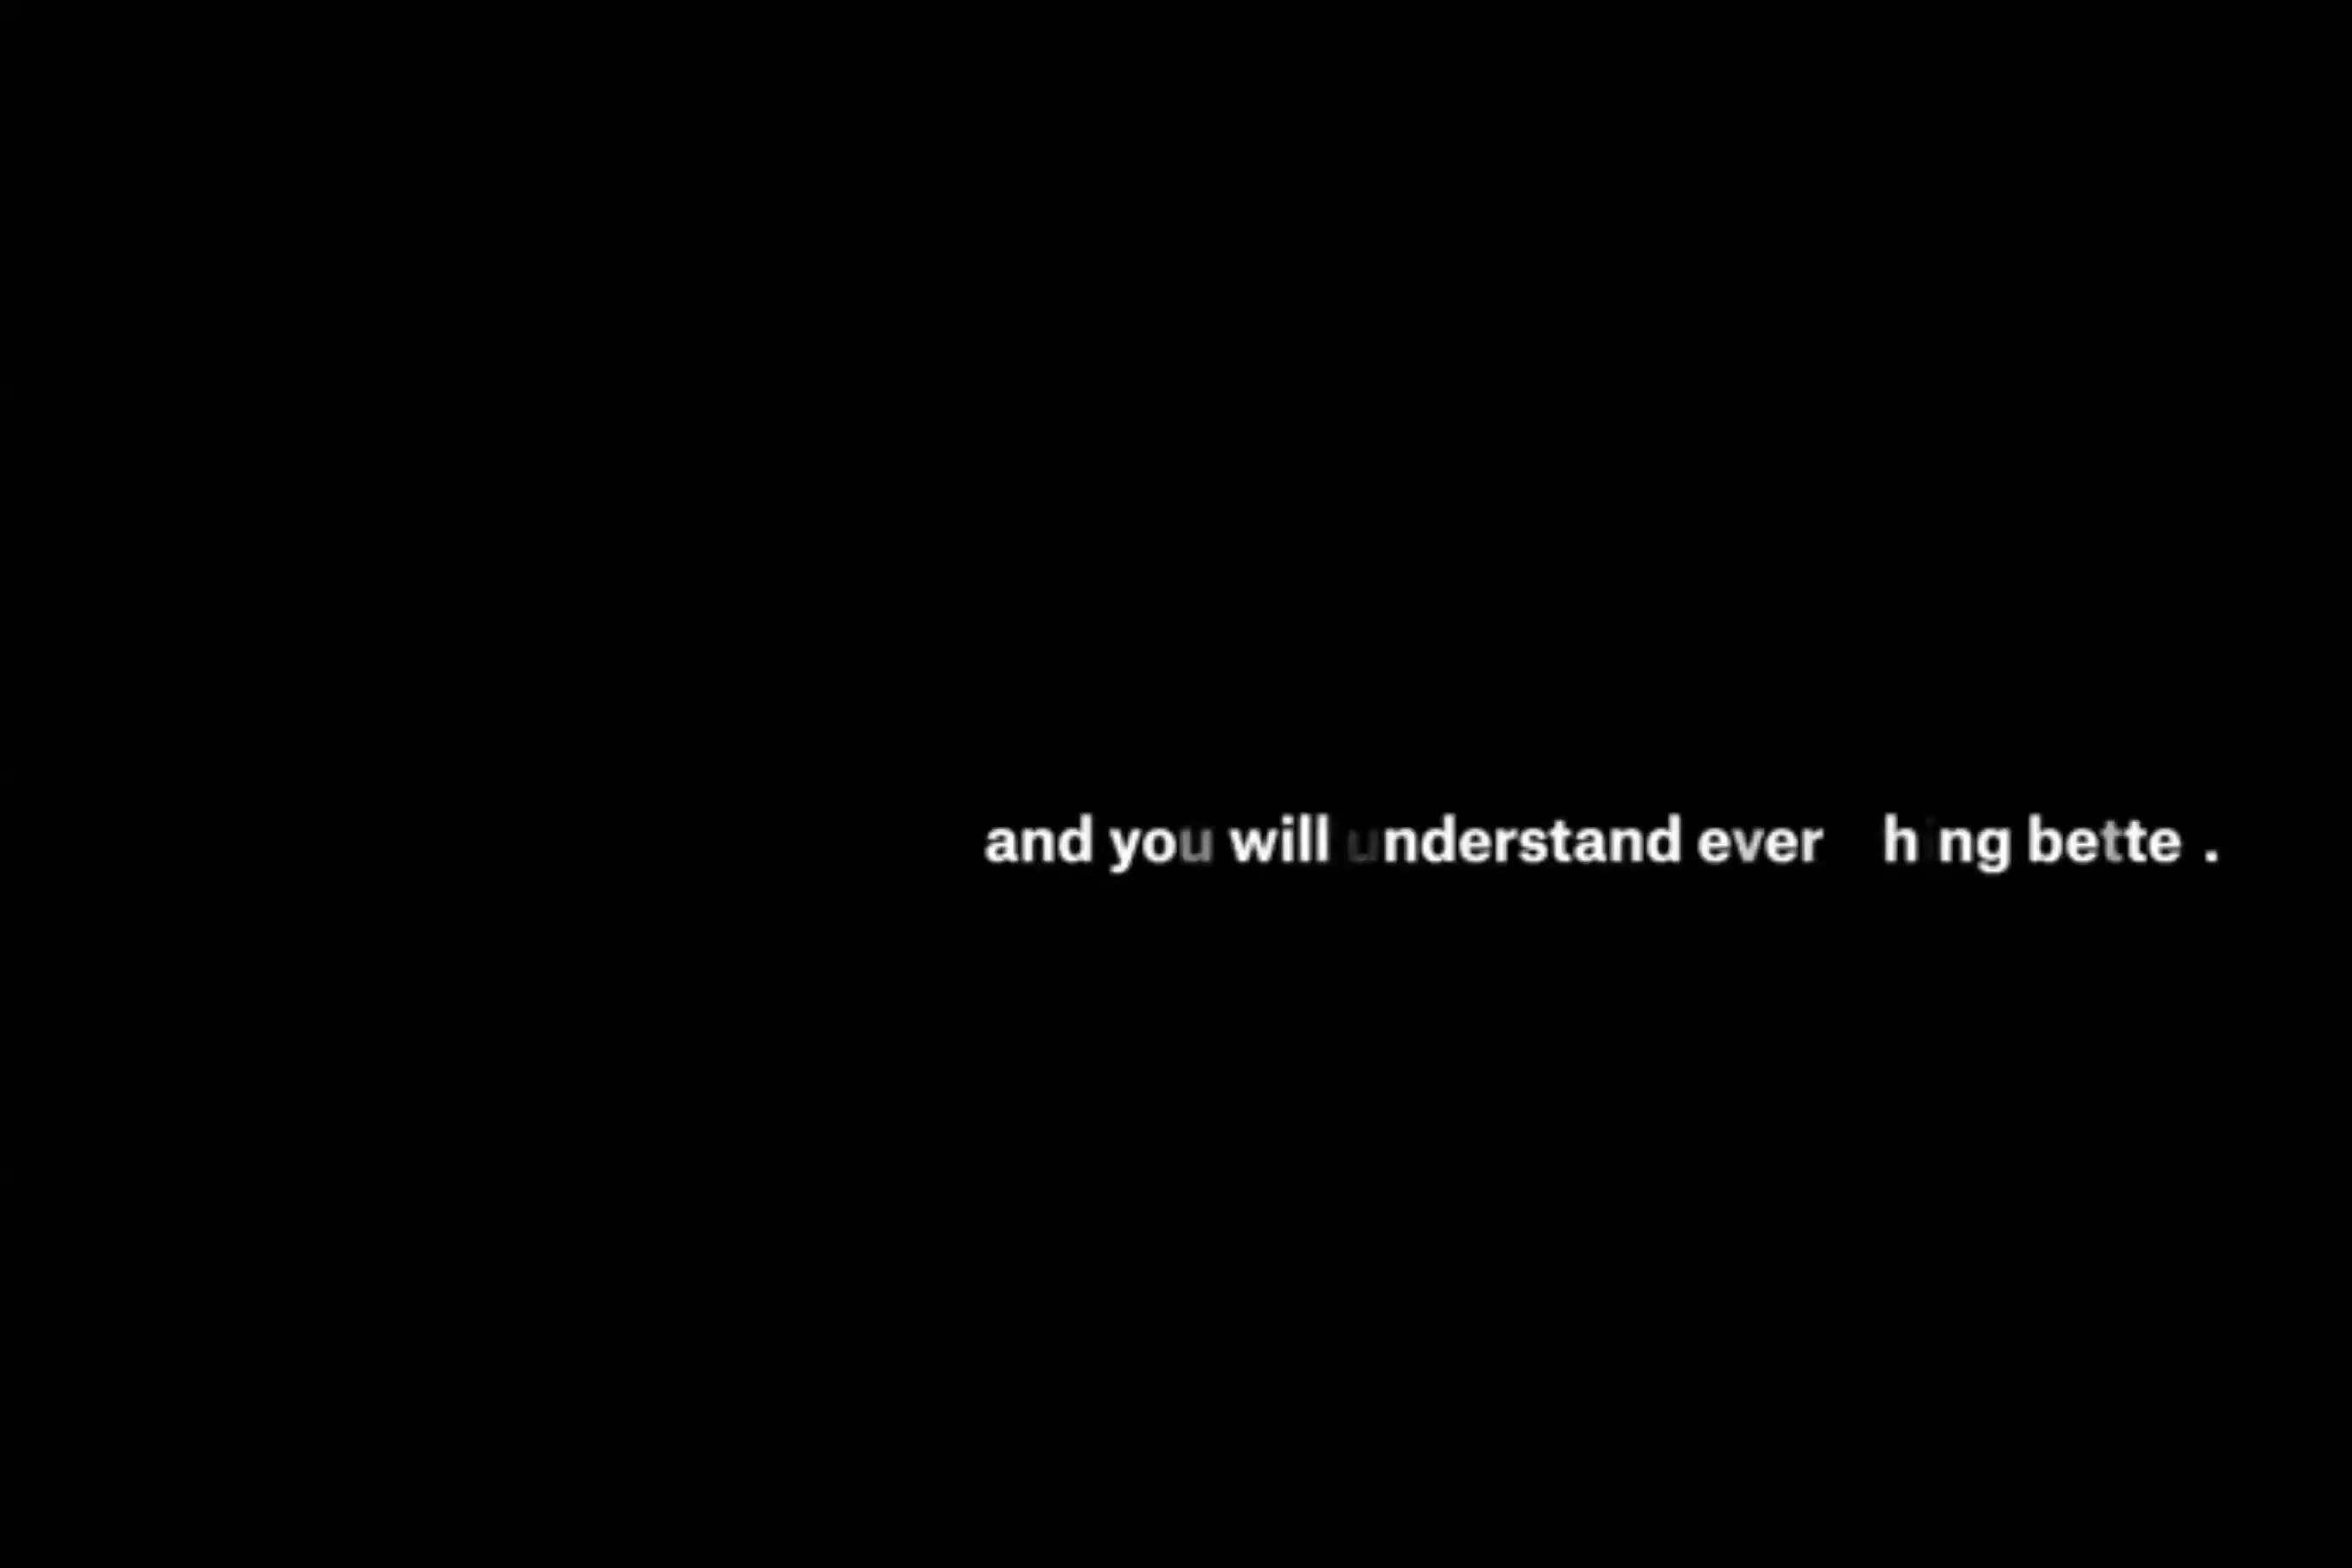 and you will understand ever h ng bette .